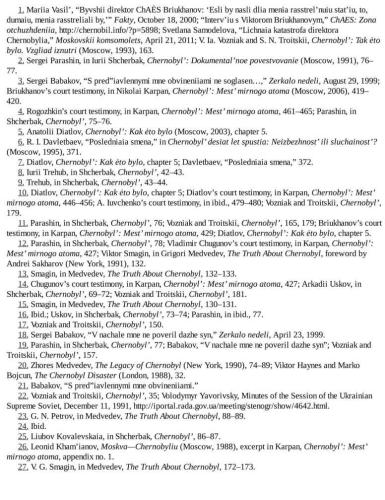 1. Mariia Vasil', "Byvshii direktor ChAĖS Briukhanov: 'Esli by nasli dlia menia rasstrel'nuiu stat'iu, to,
dumaiu, menia rasstreliali by,'" Fakty, October 18, 2000; "Interv'iu s Viktorom Briukhanovym," ChAĖS: Zona
otchuzhdeniia, http://chernobil.info/?p=5898; Svetlana Samodelova, "Lichnaia katastrofa direktora
Chernobylia," Moskovskii komsomolets, April 21, 2011; V. Ia. Vozniak and S. N. Troitskii, Chernobyl': Tak ėto
bylo. Vzgliad iznutri (Moscow, 1993), 163.
2. Sergei Parashin, in Iurii Shcherbak, Chernobyl': Dokumental'noe povestvovanie (Moscow, 1991), 76–
77.
3. Sergei Babakov, "S pred"iavlennymi mne obvineniiami ne soglasen…," Zerkalo nedeli, August 29, 1999;
Briukhanov's court testimony, in Nikolai Karpan, Chernobyl': Mest' mirnogo atoma (Moscow, 2006), 419–
420.
4. Rogozhkin's court testimony, in Karpan, Chernobyl': Mest' mirnogo atoma, 461–465; Parashin, in
Shcherbak, Chernobyl', 75–76.
5. Anatolii Diatlov, Chernobyl': Kak ėto bylo (Moscow, 2003), chapter 5.
6. R. I. Davletbaev, "Posledniaia smena," in Chernobyl' desiat let spustia: Neizbezhnost' ili sluchainost'?
(Moscow, 1995), 371.
7. Diatlov, Chernobyl': Kak ėto bylo, chapter 5; Davletbaev, "Posledniaia smena," 372.
8. Iurii Trehub, in Shcherbak, Chernobyl', 42–43.
9. Trehub, in Shcherbak, Chernobyl', 43–44.
10. Diatlov, Chernobyl': Kak ėto bylo, chapter 5; Diatlov's court testimony, in Karpan, Chernobyl': Mest'
mirnogo atoma, 446–456; A. Iuvchenko's court testimony, in ibid., 479–480; Vozniak and Troitskii, Chernobyl',
179.
11. Parashin, in Shcherbak, Chernobyl', 76; Vozniak and Troitskii, Chernobyl', 165, 179; Briukhanov's court
testimony, in Karpan, Chernobyl': Mest' mirnogo atoma, 429; Diatlov, Chernobyl': Kak ėto bylo, chapter 5.
12. Parashin, in Shcherbak, Chernobyl', 78; Vladimir Chugunov's court testimony, in Karpan, Chernobyl':
Mest' mirnogo atoma, 427; Viktor Smagin, in Grigori Medvedev, The Truth About Chernobyl, foreword by
Andrei Sakharov (New York, 1991), 132.
13. Smagin, in Medvedev, The Truth About Chernobyl, 132–133.
14. Chugunov's court testimony, in Karpan, Chernobyl': Mest' mirnogo atoma, 427; Arkadii Uskov, in
Shcherbak, Chernobyl', 69–72; Vozniak and Troitskii, Chernobyl', 181.
15. Smagin, in Medvedev, The Truth About Chernobyl, 130–131.
16. Ibid.; Uskov, in Shcherbak, Chernobyl', 73–74; Parashin, in ibid., 77.
17. Vozniak and Troitskii, Chernobyl', 150.
18. Sergei Babakov, "V nachale mne ne poveril dazhe syn," Zerkalo nedeli, April 23, 1999.
19. Parashin, in Shcherbak, Chernobyl', 77; Babakov, "V nachale mne ne poveril dazhe syn"; Vozniak and
Troitskii, Chernobyl', 157.
20. Zhores Medvedev, The Legacy of Chernobyl (New York, 1990), 74–89; Viktor Haynes and Marko
Bojcun, The Chernobyl Disaster (London, 1988), 32.
21. Babakov, "S pred"iavlennymi mne obvineniiami."
22. Vozniak and Troitskii, Chernobyl', 35; Volodymyr Yavorivsky, Minutes of the Session of the Ukrainian
Supreme Soviet, December 11, 1991, http://iportal.rada.gov.ua/meeting/stenogr/show/4642.html.
23. G. N. Petrov, in Medvedev, The Truth About Chernobyl, 88–89.
24. Ibid.
25. Liubov Kovalevskaia, in Shcherbak, Chernobyl', 86–87.
26. Leonid Kham'ianov, Moskva—Chernobyliu (Moscow, 1988), excerpt in Karpan, Chernobyl': Mest'
mirnogo atoma, appendix no. 1.
27. V. G. Smagin, in Medvedev, The Truth About Chernobyl, 172–173.